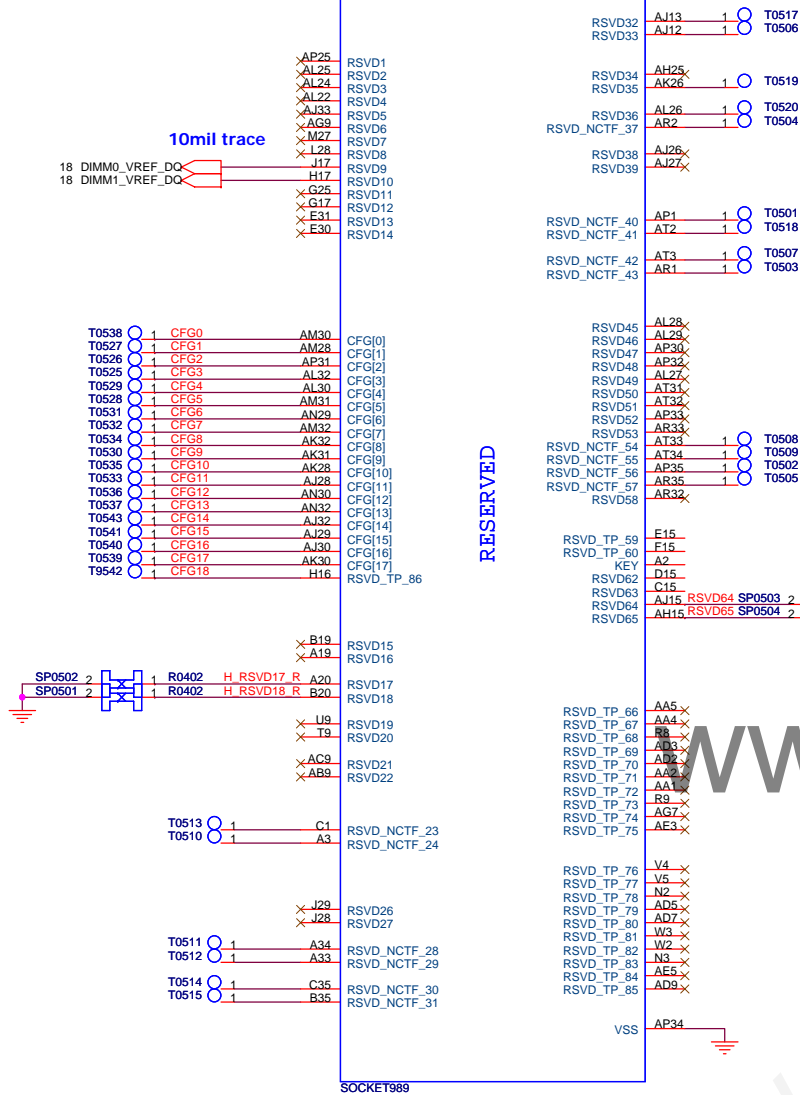 RSVD32 AJ13 1 T0517
RSVD33 AJ12 1 T0506
AP25 RSVD1
AL25 RSVD2
AL24 RSVD3
AL22 RSVD4
AJ33 RSVD5
AG9 RSVD6
M27 RSVD7
L28 RSVD8
10mil trace
18 DIMM0_VREF_DQ J17 RSVD9
18 DIMM1_VREF_DQ H17 RSVD10
G25 RSVD11
G17 RSVD12
E31 RSVD13
E30 RSVD14
RSVD34 AH25
RSVD35 AK26 1 T0519
RSVD36 AL26 1 T0520
RSVD_NCTF_37 AR2 1 T0504
RSVD38 AJ26
RSVD39 AJ27
RSVD_NCTF_40 AP1 1 T0501
RSVD_NCTF_41 AT2 1 T0518
RSVD_NCTF_42 AT3 1 T0507
RSVD_NCTF_43 AR1 1 T0503
T0538 1 CFG0 AM30 CFG[0]
T0527 1 CFG1 AM28 CFG[1]
T0526 1 CFG2 AP31 CFG[2]
T0525 1 CFG3 AL32 CFG[3]
T0529 1 CFG4 AL30 CFG[4]
T0528 1 CFG5 AM31 CFG[5]
T0531 1 CFG6 AN29 CFG[6]
T0532 1 CFG7 AM32 CFG[7]
T0534 1 CFG8 AK32 CFG[8]
T0530 1 CFG9 AK31 CFG[9]
T0535 1 CFG10 AK28 CFG[10]
T0533 1 CFG11 AJ28 CFG[11]
T0536 1 CFG12 AN30 CFG[12]
T0537 1 CFG13 AN32 CFG[13]
T0543 1 CFG14 AJ32 CFG[14]
T0541 1 CFG15 AJ29 CFG[15]
T0540 1 CFG16 AJ30 CFG[16]
T0539 1 CFG17 AK30 CFG[17]
T9542 1 CFG18 H16 RSVD_TP_86
RESERVED
RSVD45 AL28
RSVD46 AL29
RSVD47 AP30
RSVD48 AP32
RSVD49 AL27
RSVD50 AT31
RSVD51 AT32
RSVD52 AP33
RSVD53 AR33
RSVD_NCTF_54 AT33 1 T0508
RSVD_NCTF_55 AT34 1 T0509
RSVD_NCTF_56 AP35 1 T0502
RSVD_NCTF_57 AR35 1 T0505
RSVD58 AR32
RSVD_TP_59 E15
RSVD_TP_60 F15
KEY A2
RSVD62 D15
RSVD63 C15
RSVD64 AJ15 RSVD64 SP0503 2
RSVD65 AH15 RSVD65 SP0504 2
B19 RSVD15
A19 RSVD16
SP0502 2 1 R0402 H_RSVD17_R A20 RSVD17
SP0501 2 1 R0402 H_RSVD18_R B20 RSVD18
U9 RSVD19
T9 RSVD20
AC9 RSVD21
AB9 RSVD22
T0513 1 C1 RSVD_NCTF_23
T0510 1 A3 RSVD_NCTF_24
J29 RSVD26
J28 RSVD27
T0511 1 A34 RSVD_NCTF_28
T0512 1 A33 RSVD_NCTF_29
T0514 1 C35 RSVD_NCTF_30
T0515 1 B35 RSVD_NCTF_31
RSVD_TP_66 AA5
RSVD_TP_67 AA4
RSVD_TP_68 R8
RSVD_TP_69 AD3
RSVD_TP_70 AD2
RSVD_TP_71 AA2
RSVD_TP_72 AA1
RSVD_TP_73 R9
RSVD_TP_74 AG7
RSVD_TP_75 AE3
RSVD_TP_76 V4
RSVD_TP_77 V5
RSVD_TP_78 N2
RSVD_TP_79 AD5
RSVD_TP_80 AD7
RSVD_TP_81 W3
RSVD_TP_82 W2
RSVD_TP_83 N3
RSVD_TP_84 AE5
RSVD_TP_85 AD9
VSS AP34
SOCKET989